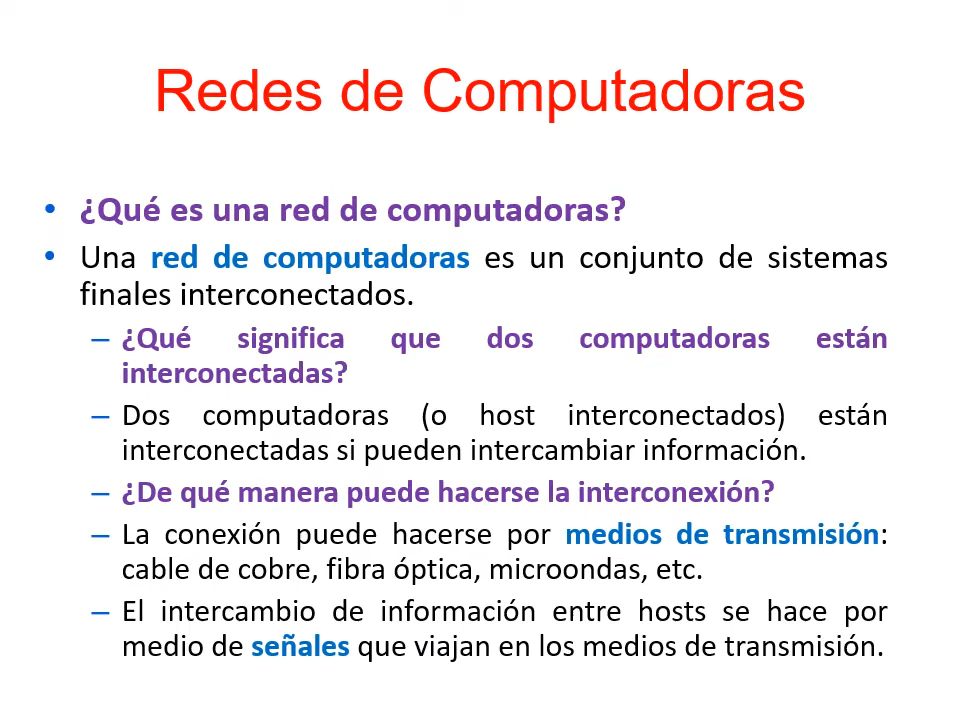 Redes de Computadoras
• ¿Qué es una red de computadoras?
• Una red de computadoras es un conjunto de sistemas
finales interconectados.
– ¿Qué significa que dos computadoras están
interconectadas?
– Dos computadoras (o host interconectados) están
interconectadas si pueden intercambiar información.
– ¿De qué manera puede hacerse la interconexión?
– La conexión puede hacerse por medios de transmisión:
cable de cobre, fibra óptica, microondas, etc.
– El intercambio de información entre hosts se hace por
medio de señales que viajan en los medios de transmisión.